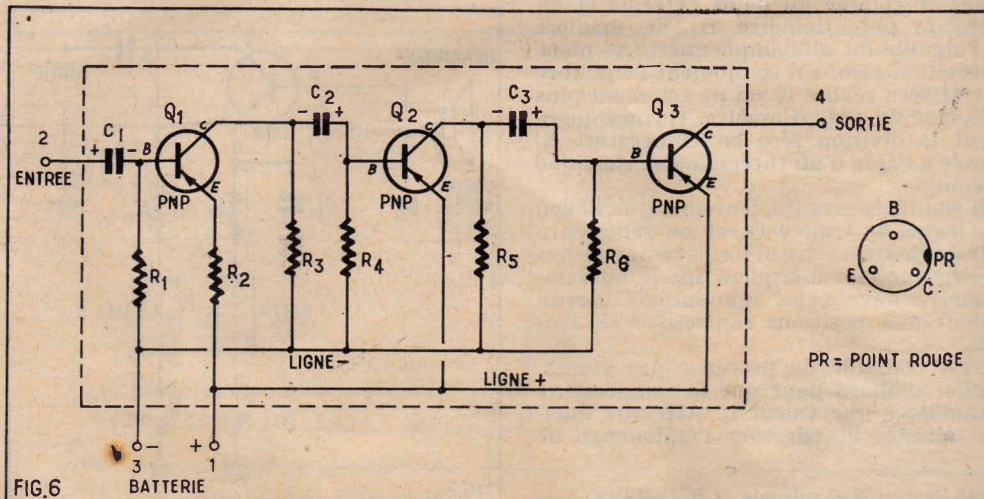 C1
Q1
C
B
E
PNP
2
ENTREE
+
-
C2
-
+
Q2
C
B
E
PNP
C3
+
Q3
C
B
E
PNP
4
SORTIE
R1
R2
R3
R4
R5
R6
B
E
C
PR
PR = POINT ROUGE
LIGNE -
LIGNE +
-
+
3
1
BATTERIE
FIG.6